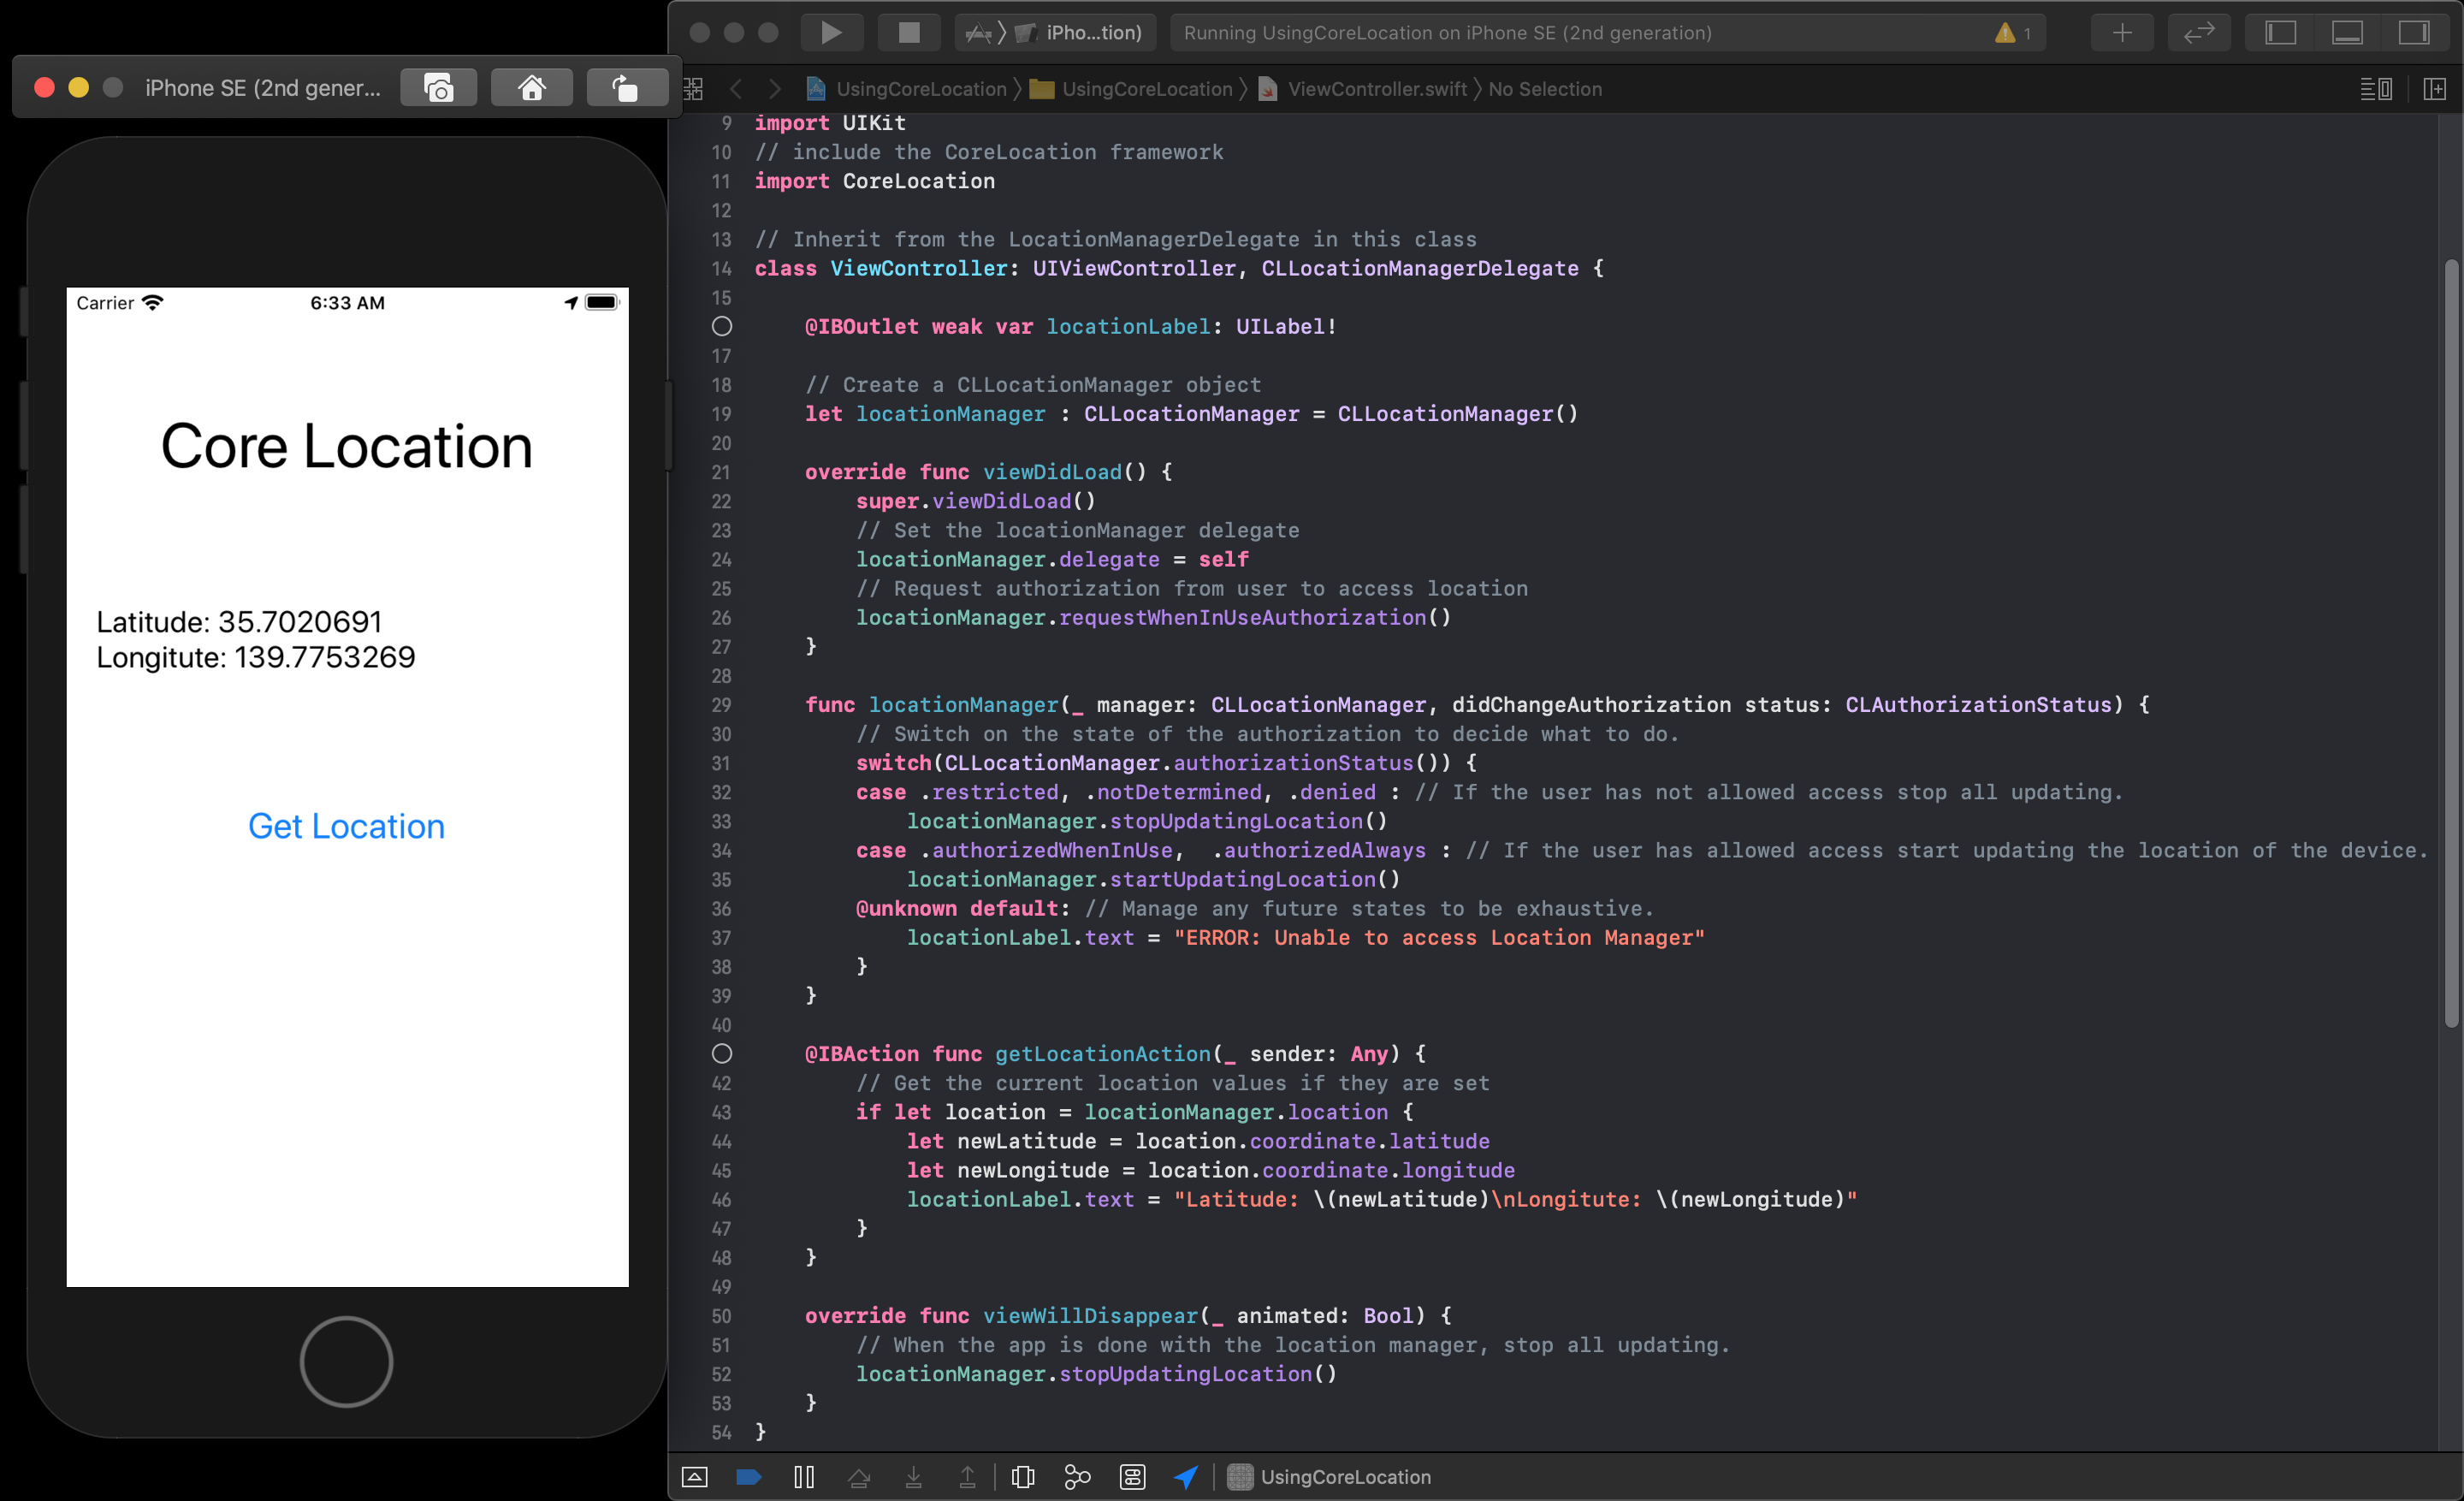 iPhone SE (2nd gener...
Carrier
6:33 AM
Core Location
Latitude: 35.7020691
Longitute: 139.7753269
Get Location
iPho...tion)
Running UsingCoreLocation on iPhone SE (2nd generation)
1
UsingCoreLocation
UsingCoreLocation
ViewController.swift
No Selection
9 import UIKit
10 // include the CoreLocation framework
11 import CoreLocation
12
13 // Inherit from the LocationManagerDelegate in this class
14 class ViewController: UIViewController, CLLocationManagerDelegate {
15
@IBOutlet weak var locationLabel: UILabel!
17
18 // Create a CLLocationManager object
19 let locationManager : CLLocationManager = CLLocationManager()
20
21 override func viewDidLoad() {
22 super.viewDidLoad()
23 // Set the locationManager delegate
24 locationManager.delegate = self
25 // Request authorization from user to access location
26 locationManager.requestWhenInUseAuthorization()
27 }
28
29 func locationManager(_ manager: CLLocationManager, didChangeAuthorization status: CLAuthorizationStatus) {
30 // Switch on the state of the authorization to decide what to do.
31 switch(CLLocationManager.authorizationStatus()) {
32 case .restricted, .notDetermined, .denied : // If the user has not allowed access stop all updating.
33 locationManager.stopUpdatingLocation()
34 case .authorizedWhenInUse,  .authorizedAlways : // If the user has allowed access start updating the location of the device.
35 locationManager.startUpdatingLocation()
36 @unknown default: // Manage any future states to be exhaustive.
37 locationLabel.text = "ERROR: Unable to access Location Manager"
38 }
39 }
40
@IBAction func getLocationAction(_ sender: Any) {
42 // Get the current location values if they are set
43 if let location = locationManager.location {
44 let newLatitude = location.coordinate.latitude
45 let newLongitude = location.coordinate.longitude
46 locationLabel.text = "Latitude: \(newLatitude)\nLongitute: \(newLongitude)"
47 }
48 }
49
50 override func viewWillDisappear(_ animated: Bool) {
51 // When the app is done with the location manager, stop all updating.
52 locationManager.stopUpdatingLocation()
53 }
54 }
UsingCoreLocation